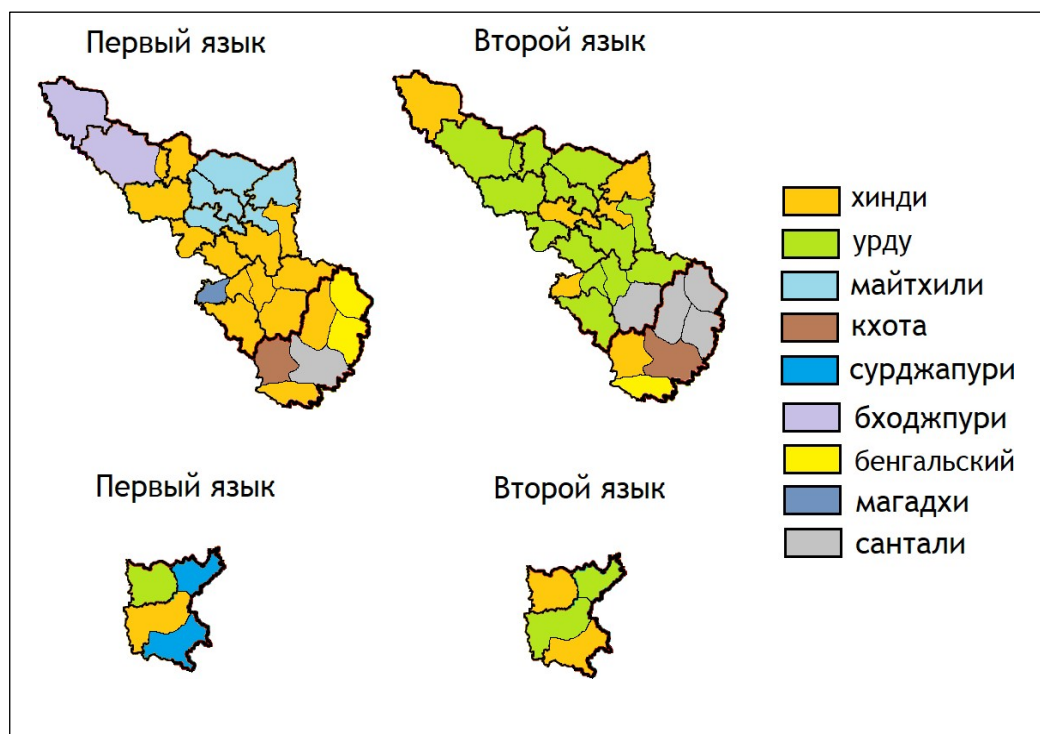 Первый язык
Второй язык
хинди
урду
майтхили
кхота
сурджапури
бходжпури
бенгальский
магадхи
сантали
Первый язык
Второй язык